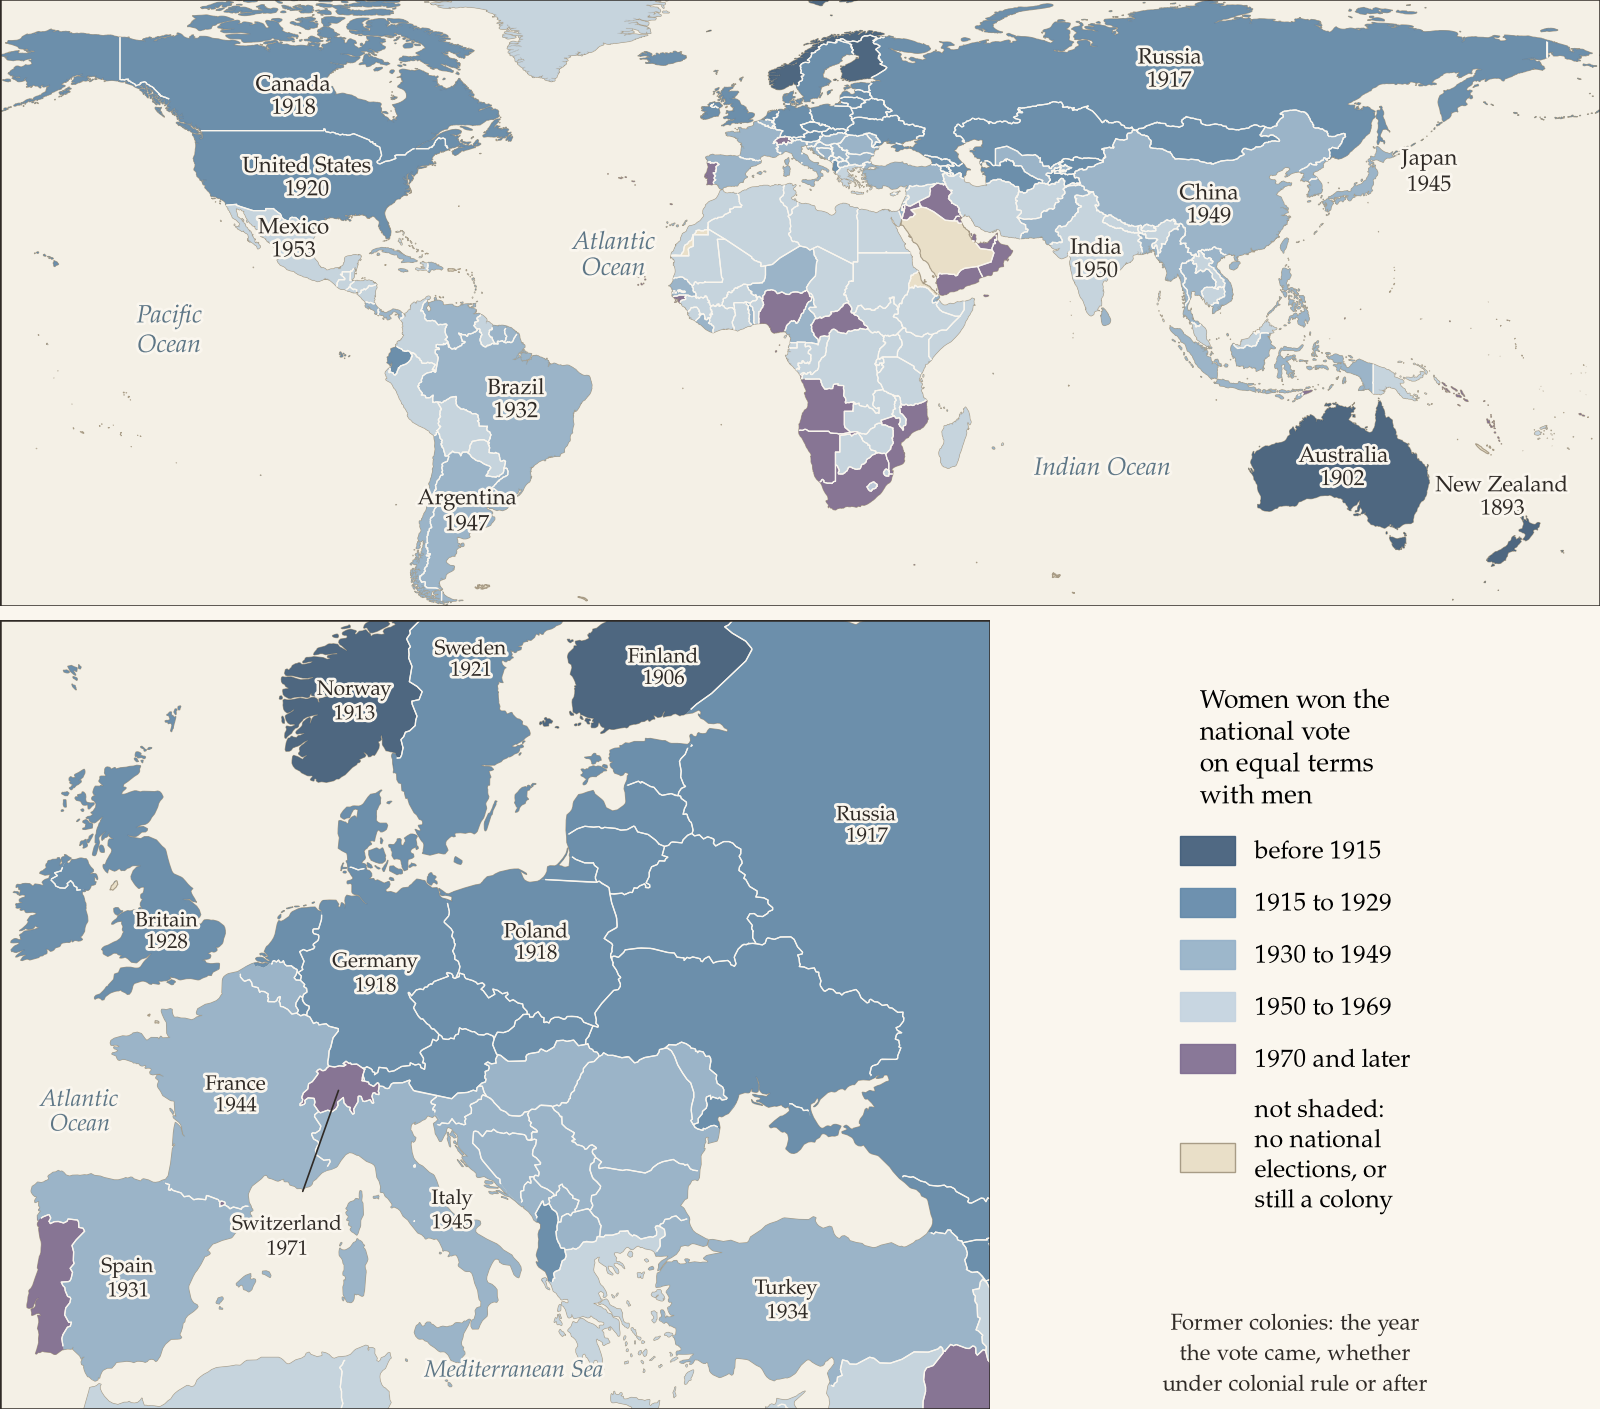 Canada
1918
United States
1920
Mexico
1953
Atlantic
Ocean
Pacific
Ocean
Brazil
1932
Argentina
1947
Russia
1917
Japan
1945
China
1949
India
1950
Indian Ocean
Australia
1902
New Zealand
1893
Sweden
1921
Finland
1906
Norway
1913
Russia
1917
Britain
1928
Poland
1918
Germany
1918
France
1944
Atlantic
Ocean
Italy
1945
Switzerland
1971
Spain
1931
Turkey
1934
Mediterranean Sea
Women won the
national vote
on equal terms
with men
before 1915
1915 to 1929
1930 to 1949
1950 to 1969
1970 and later
not shaded:
no national
elections, or
still a colony
Former colonies: the year
the vote came, whether
under colonial rule or after